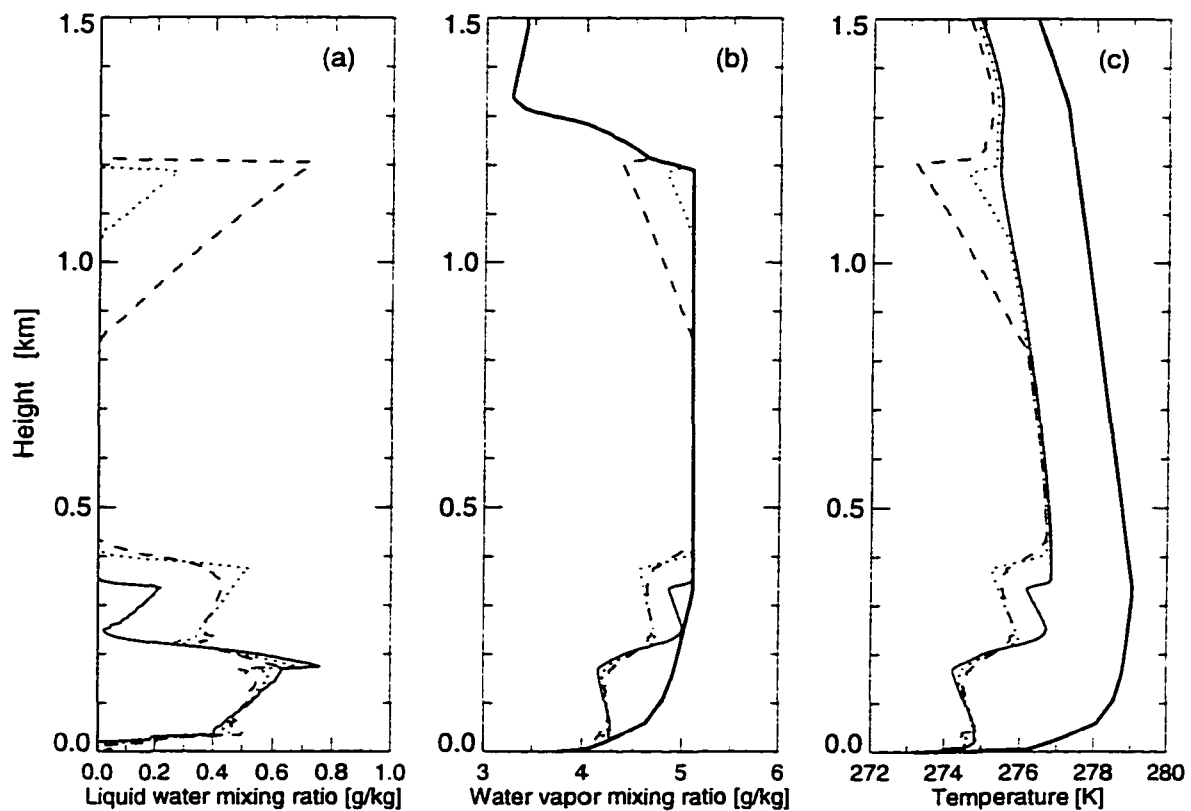 1.5
1.0
0.5
0.0
Height [km]
(a)
0.0 0.2 0.4 0.6 0.8 1.0
Liquid water mixing ratio [g/kg]
1.5
1.0
0.5
0.0
(b)
3 4 5 6
Water vapor mixing ratio [g/kg]
1.5
1.0
0.5
0.0
(c)
272 274 276 278 280
Temperature [K]